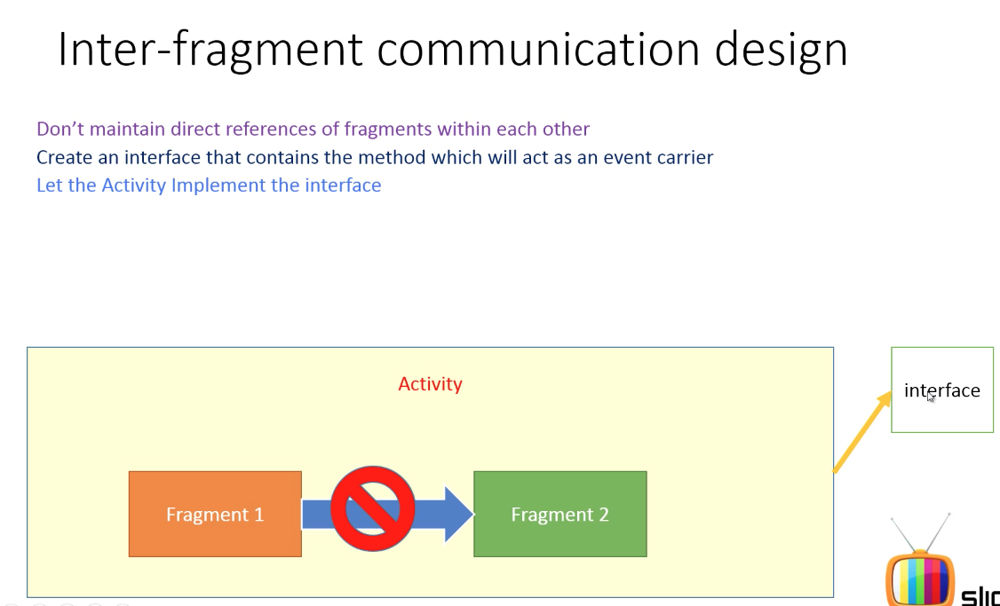 Inter-fragment communication design
Don’t maintain direct references of fragments within each other
Create an interface that contains the method which will act as an event carrier
Let the Activity Implement the interface
Activity
interface
Fragment 1
Fragment 2